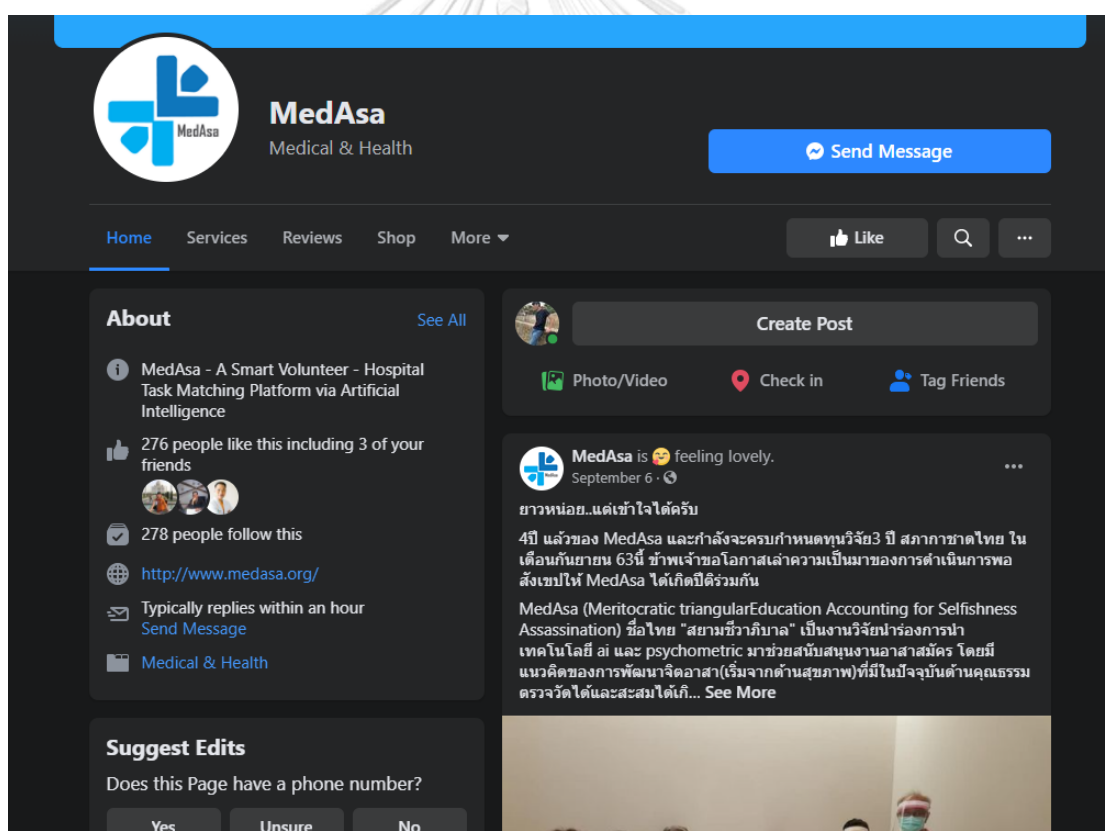 MedAsa
MedAsa
Medical & Health
Send Message
Home
Services
Reviews
Shop
More
Like
About
See All
MedAsa - A Smart Volunteer - Hospital
Task Matching Platform via Artificial
Intelligence
276 people like this including 3 of your
friends
278 people follow this
http://www.medasa.org/
Typically replies within an hour
Send Message
Medical & Health
Suggest Edits
Does this Page have a phone number?
Yes
Unsure
No
Create Post
Photo/Video
Check in
Tag Friends
MedAsa is feeling lovely.
September 6 ·
ยาวหน่อย..แต่เข้าใจได้ครับ
4ปี แล้วของ MedAsa และกำลังจะครบกำหนดทุนวิจัย3 ปี สภากาชาดไทย ใน
เดือนกันยายน 63นี้ ข้าพเจ้าขอโอกาสเล่าความเป็นมาของการดำเนินการพอ
สังเขปให้ MedAsa ได้เกิดปีติร่วมกัน
MedAsa (Meritocratic triangularEducation Accounting for Selfishness
Assassination) ชื่อไทย "สยามชีวาภิบาล" เป็นงานวิจัยนำร่องการนำ
เทคโนโลยี ai และ psychometric มาช่วยสนับสนุนงานอาสาสมัคร โดยมี
แนวคิดของการพัฒนาจิตอาสา(เริ่มจากด้านสุขภาพ)ที่มีในปัจจุบันด้านคุณธรรม
ตรวจวัดได้และสะสมได้เกิ... See More